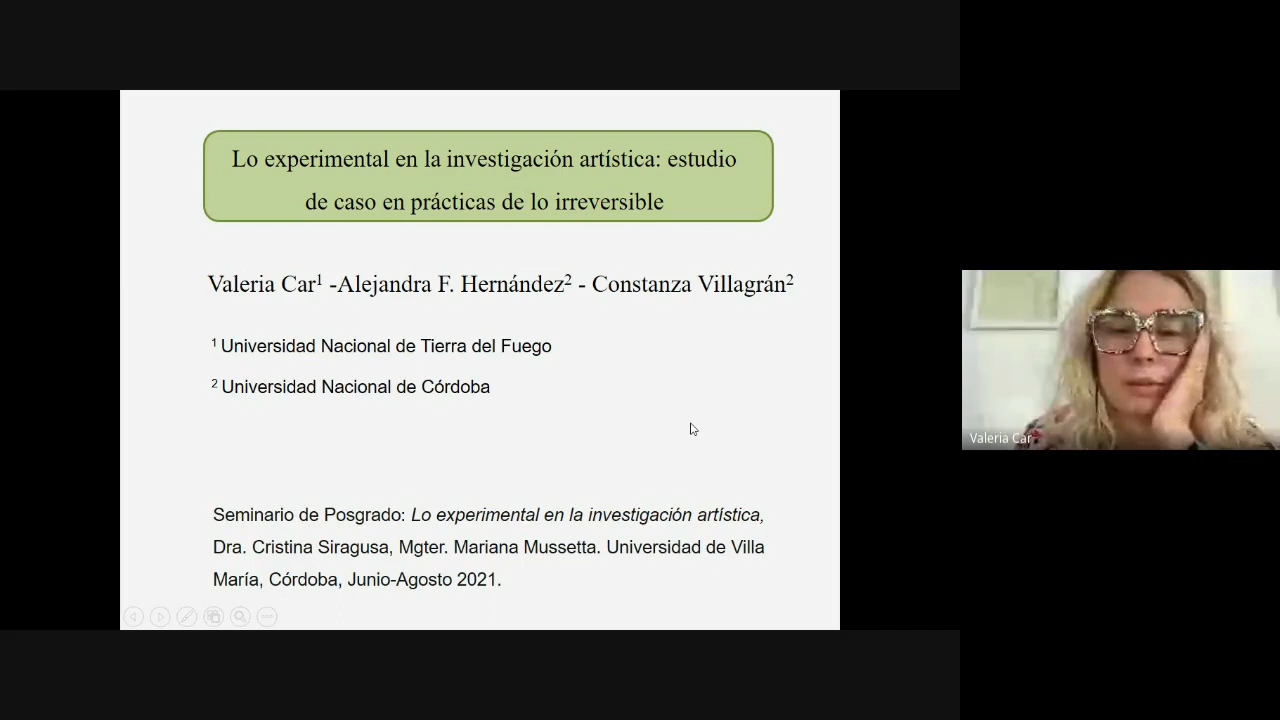 Lo experimental en la investigación artística: estudio
de caso en prácticas de lo irreversible
Valeria Car¹ -Alejandra F. Hernández² - Constanza Villagrán²
¹ Universidad Nacional de Tierra del Fuego
² Universidad Nacional de Córdoba
Seminario de Posgrado: Lo experimental en la investigación artística,
Dra. Cristina Siragusa, Mgter. Mariana Mussetta. Universidad de Villa
María, Córdoba, Junio-Agosto 2021.
Valeria Car